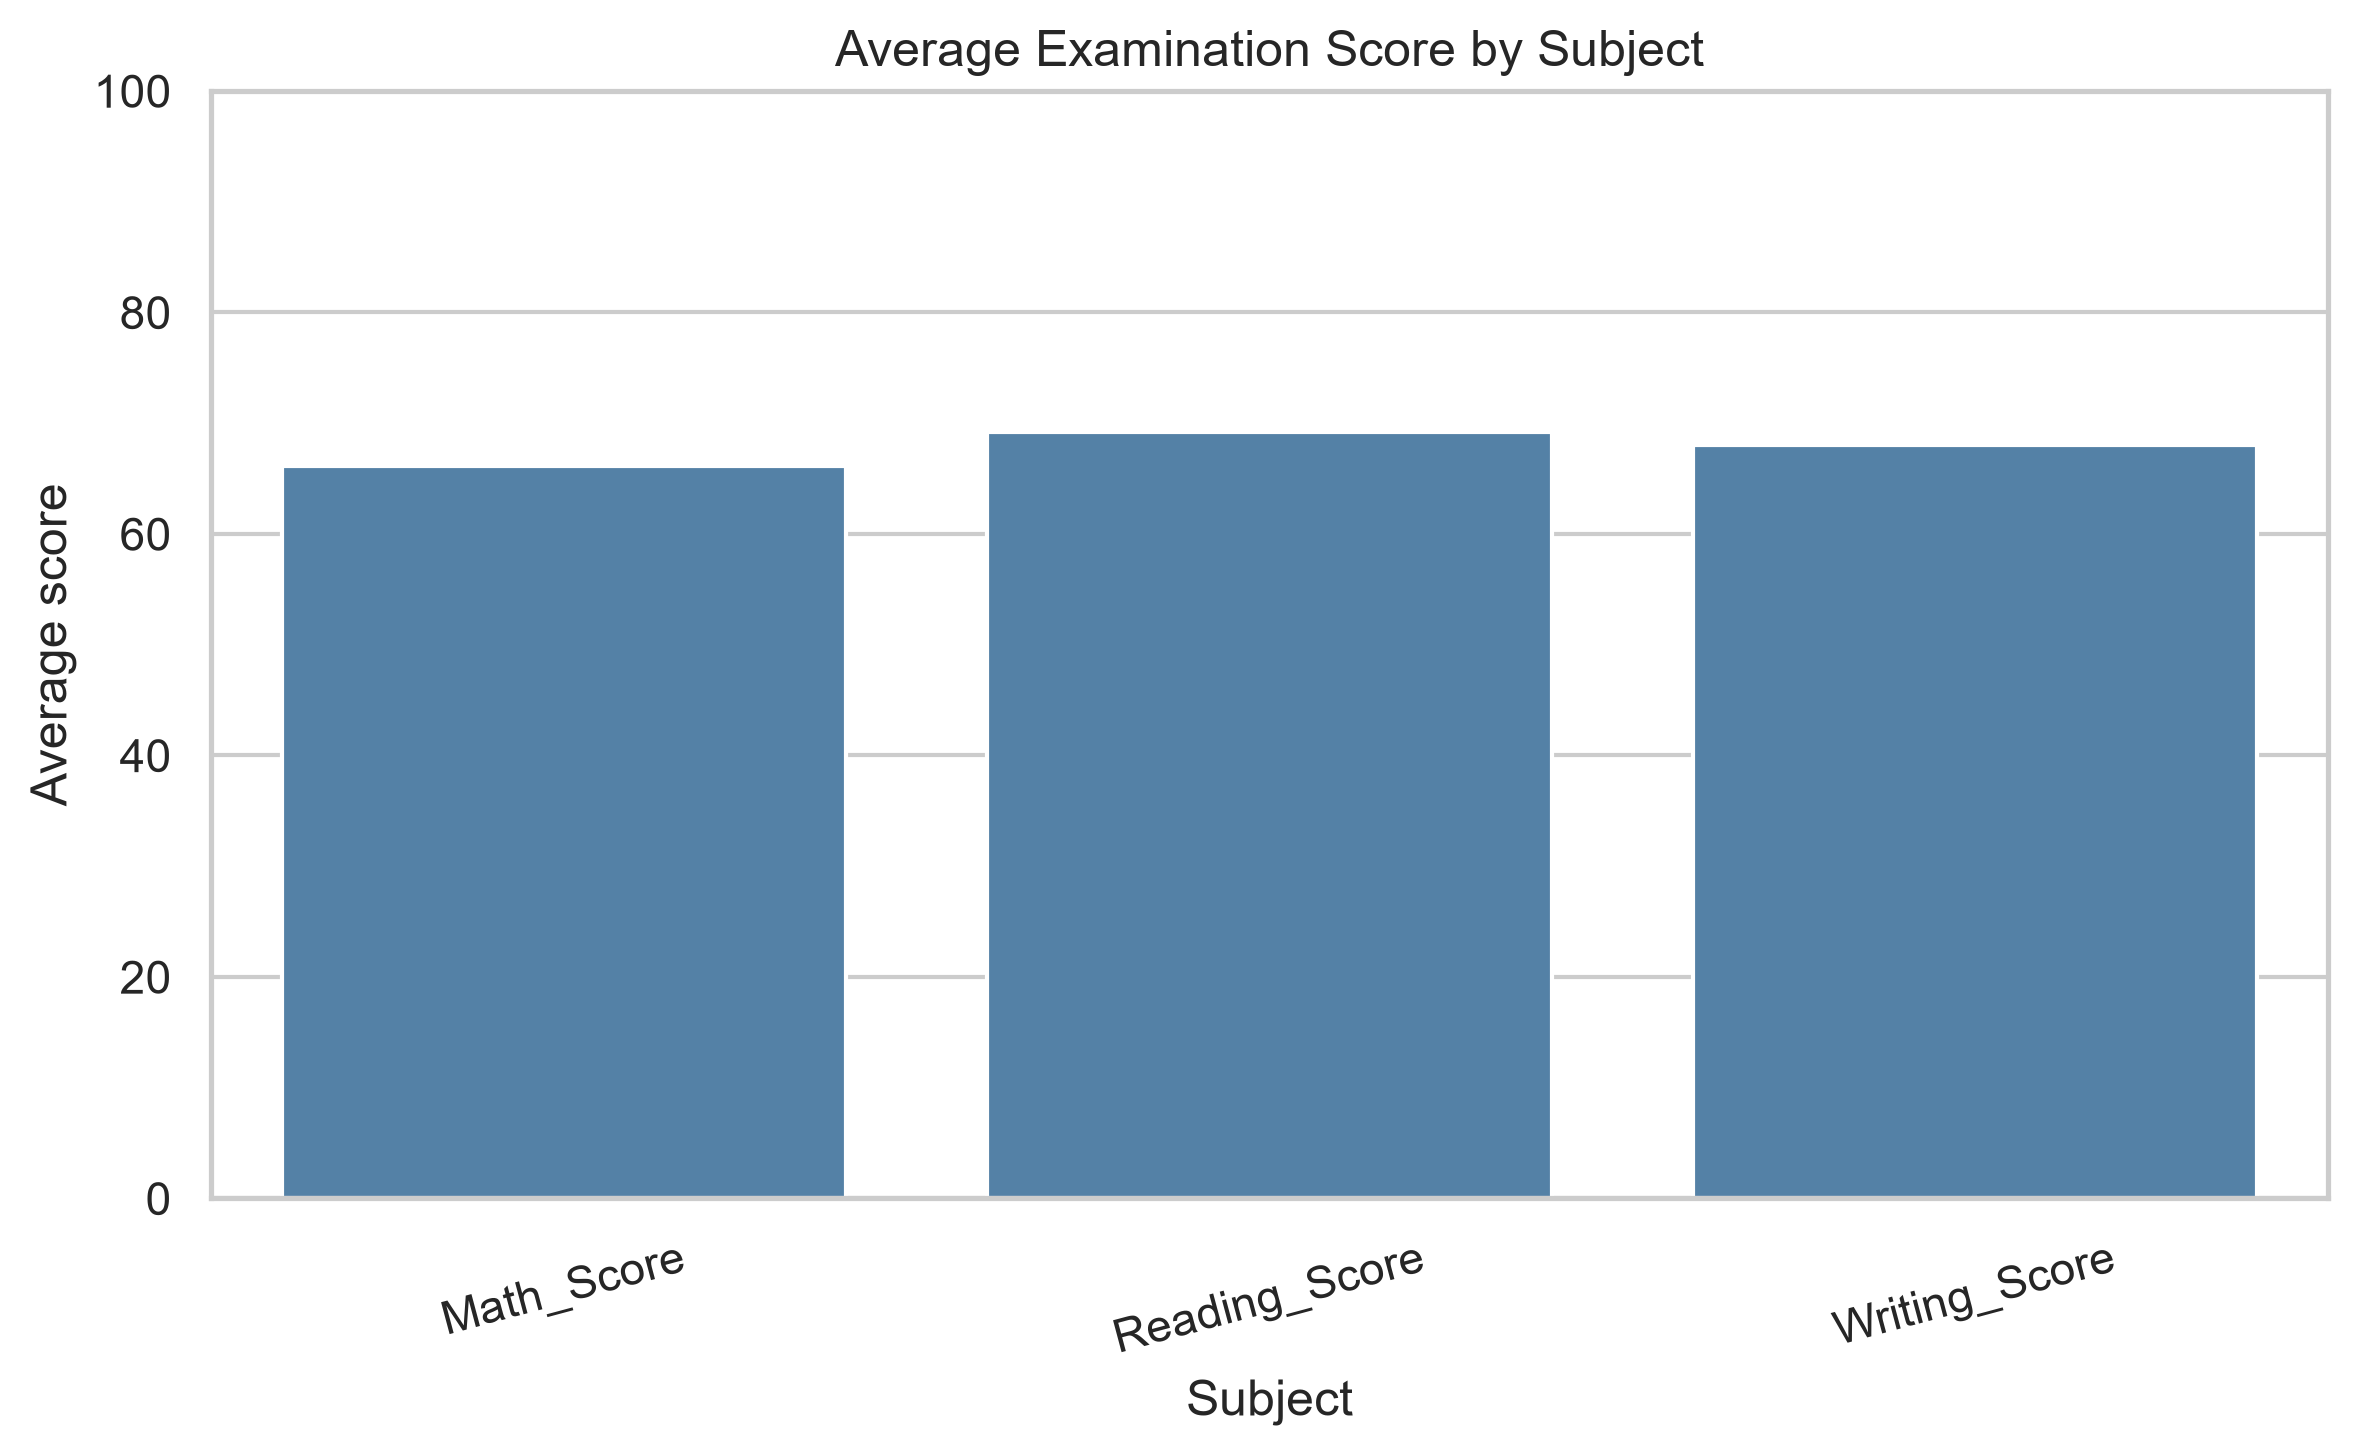 Average Examination Score by Subject
100
80
60
40
20
0
Average score
Math_Score
Reading_Score
Writing_Score
Subject